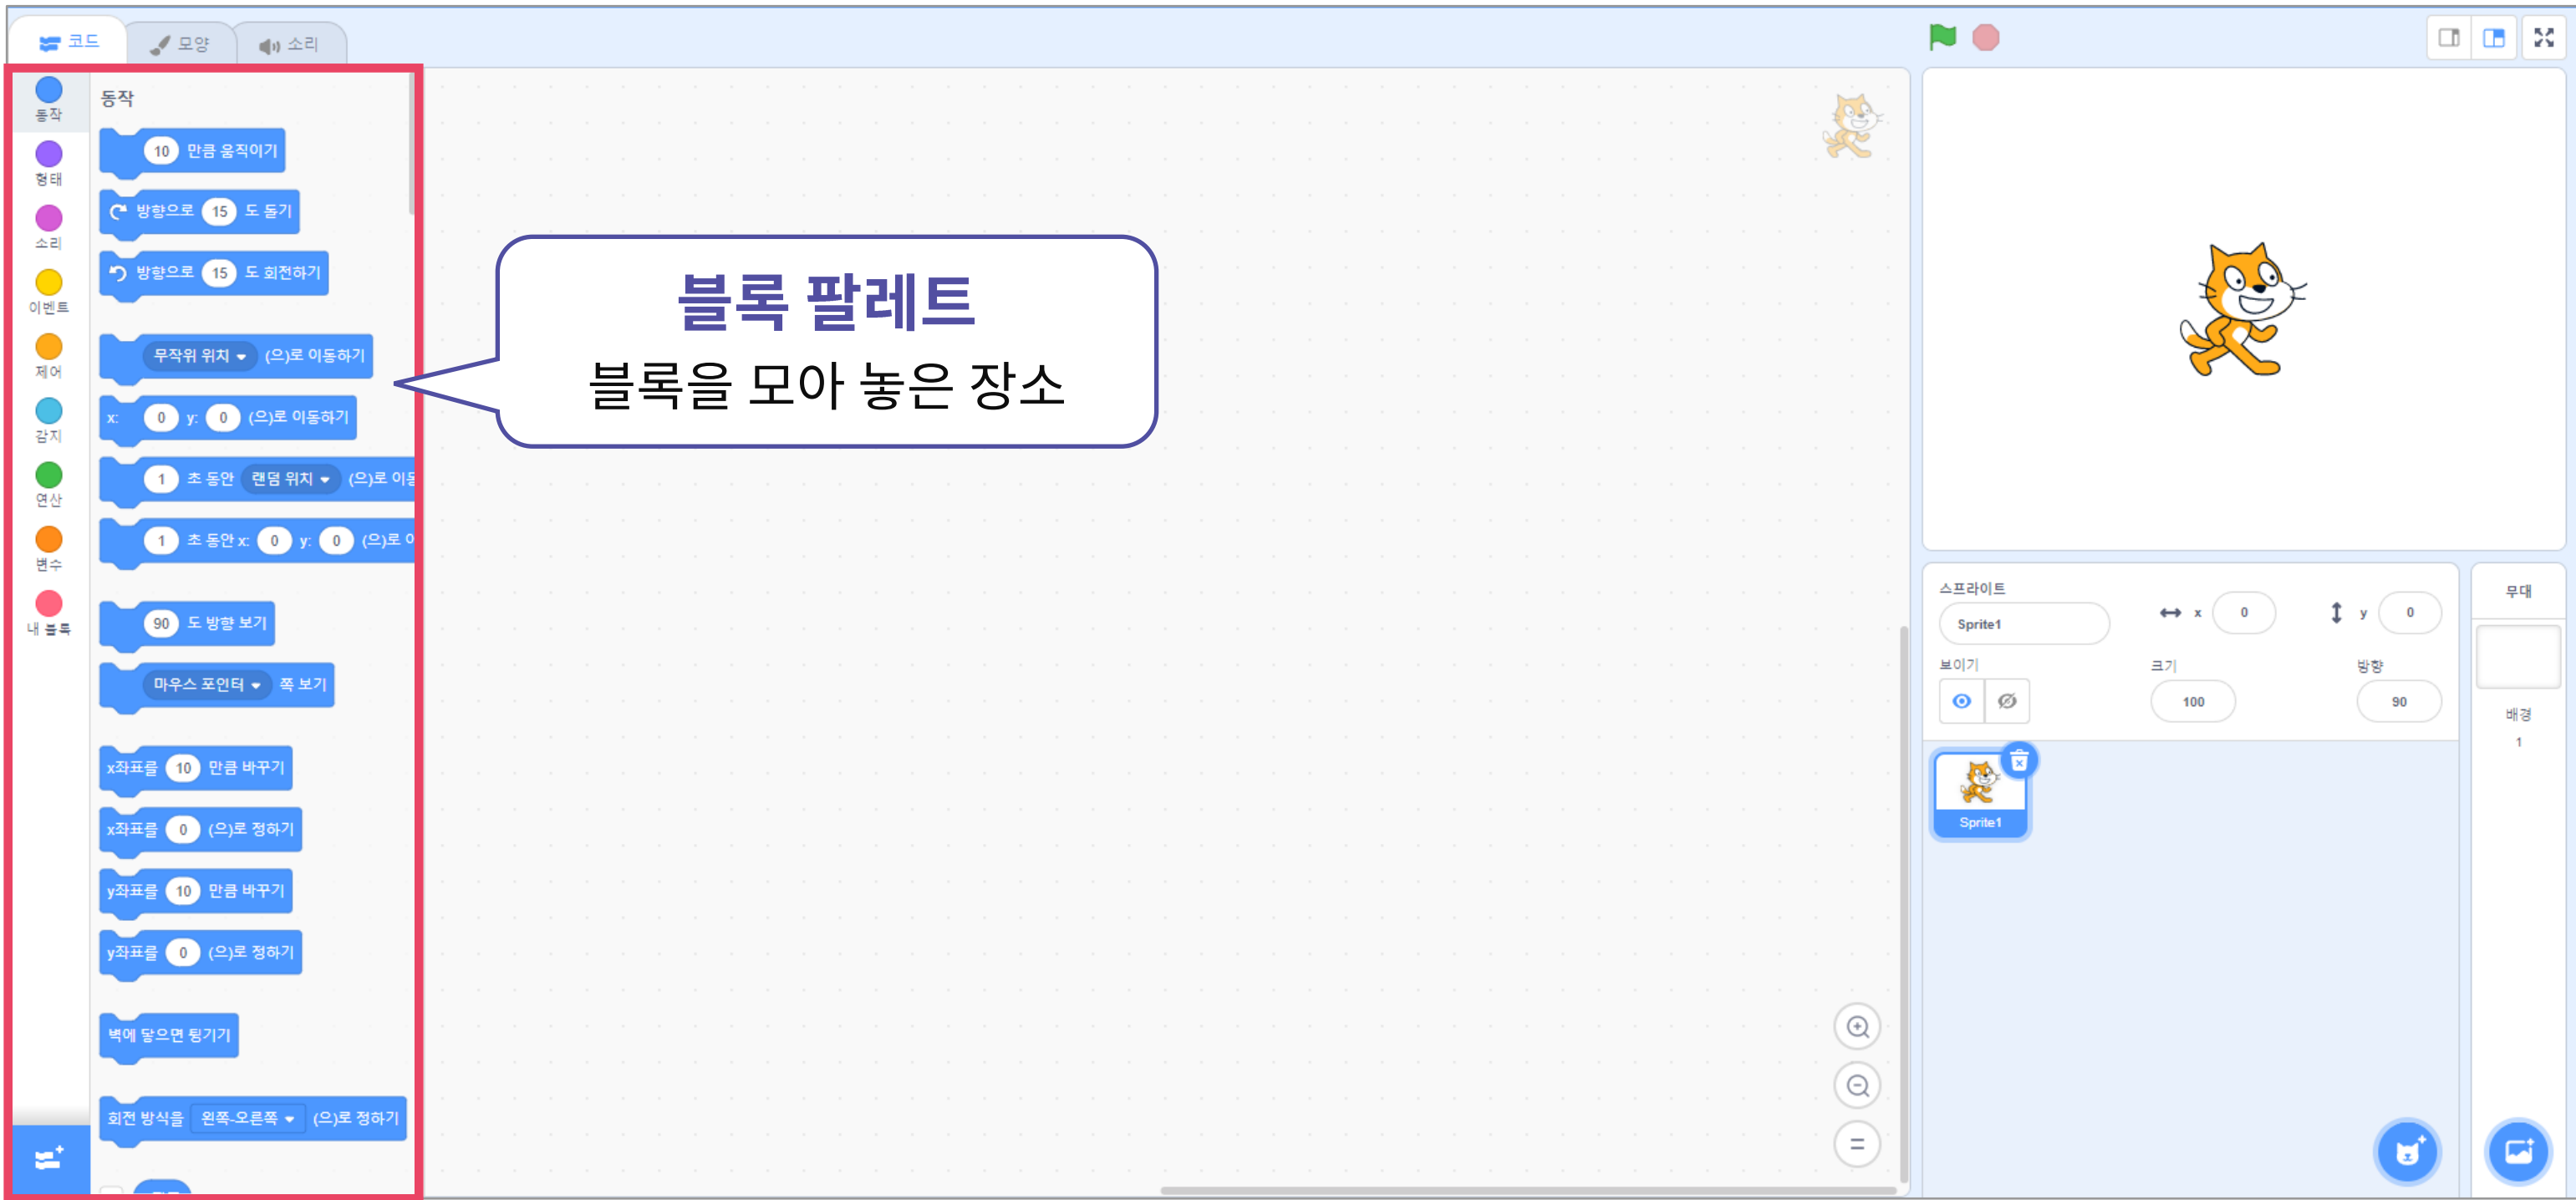 코드
모양
소리
동작
형태
소리
이벤트
제어
감지
연산
변수
내 블록
동작
10 만큼 움직이기
방향으로 15 도 돌기
방향으로 15 도 회전하기
무작위 위치 (으)로 이동하기
x: 0 y: 0 (으)로 이동하기
1 초 동안 랜덤 위치 (으)로 이동
1 초 동안 x: 0 y: 0 (으)로 이
90 도 방향 보기
마우스 포인터 쪽 보기
x좌표를 10 만큼 바꾸기
x좌표를 0 (으)로 정하기
y좌표를 10 만큼 바꾸기
y좌표를 0 (으)로 정하기
벽에 닿으면 튕기기
회전 방식을 왼쪽-오른쪽 (으)로 정하기
블록 팔레트
블록을 모아 놓은 장소
스프라이트
Sprite1
x 0
y 0
보이기
크기
100
방향
90
Sprite1
무대
배경
1